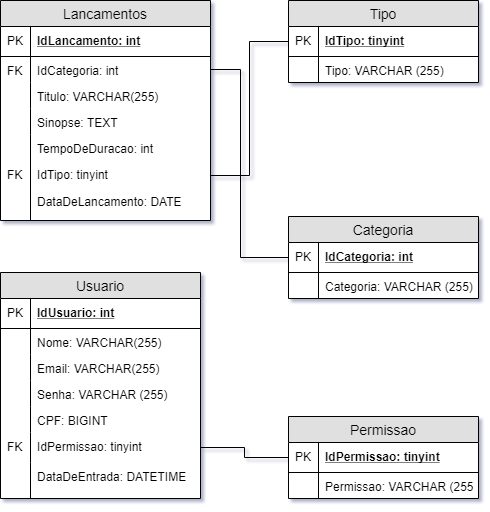 Lancamentos
PK IdLancamento: int
FK IdCategoria: int
Titulo: VARCHAR(255)
Sinopse: TEXT
TempoDeDuracao: int
FK IdTipo: tinyint
DataDeLancamento: DATE
Tipo
PK IdTipo: tinyint
Tipo: VARCHAR (255)
Categoria
PK IdCategoria: int
Categoria: VARCHAR (255)
Usuario
PK IdUsuario: int
Nome: VARCHAR(255)
Email: VARCHAR(255)
Senha: VARCHAR (255)
CPF: BIGINT
FK IdPermissao: tinyint
DataDeEntrada: DATETIME
Permissao
PK IdPermissao: tinyint
Permissao: VARCHAR (255